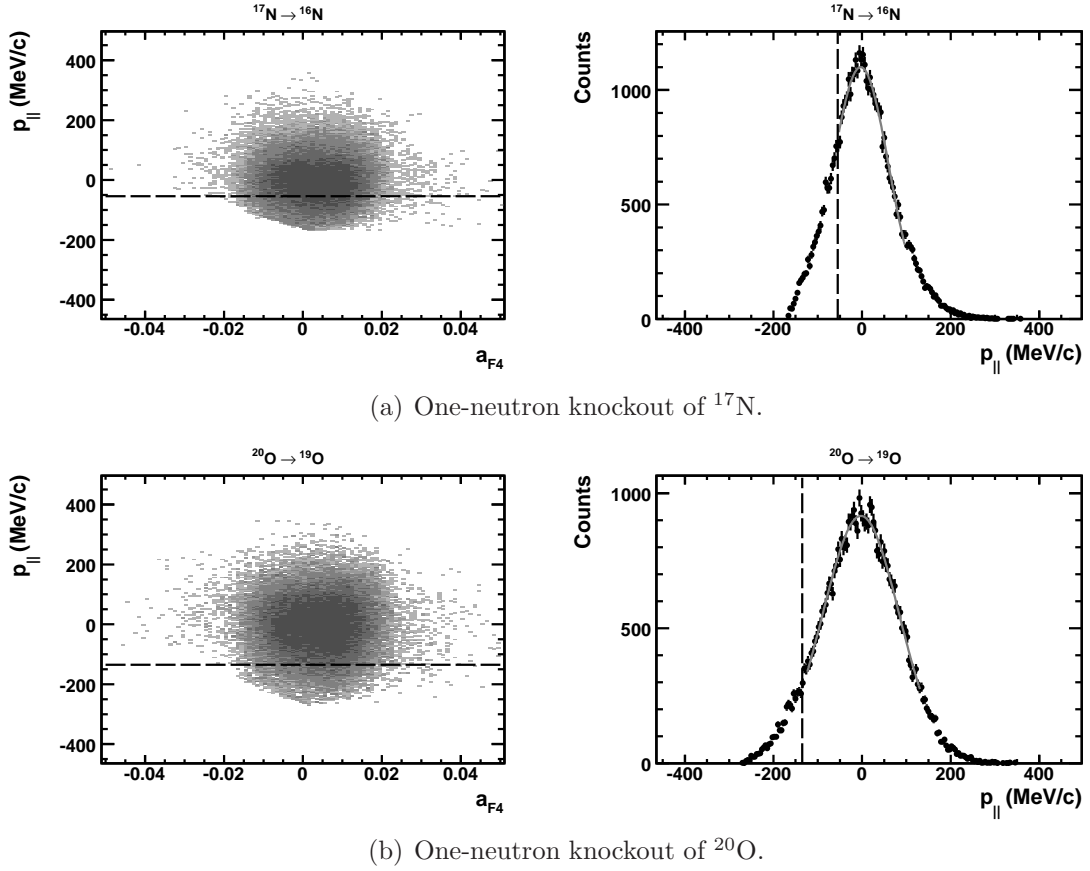 ¹⁷N → ¹⁶N
p|| (MeV/c)
400
200
0
-200
-400
-0.04 -0.02 0 0.02 0.04
a_F4
¹⁷N → ¹⁶N
Counts
1000
500
0
-400 -200 0 200 400
p|| (MeV/c)
(a) One-neutron knockout of ¹⁷N.
²⁰O → ¹⁹O
p|| (MeV/c)
400
200
0
-200
-400
-0.04 -0.02 0 0.02 0.04
a_F4
²⁰O → ¹⁹O
Counts
1000
500
0
-400 -200 0 200 400
p|| (MeV/c)
(b) One-neutron knockout of ²⁰O.